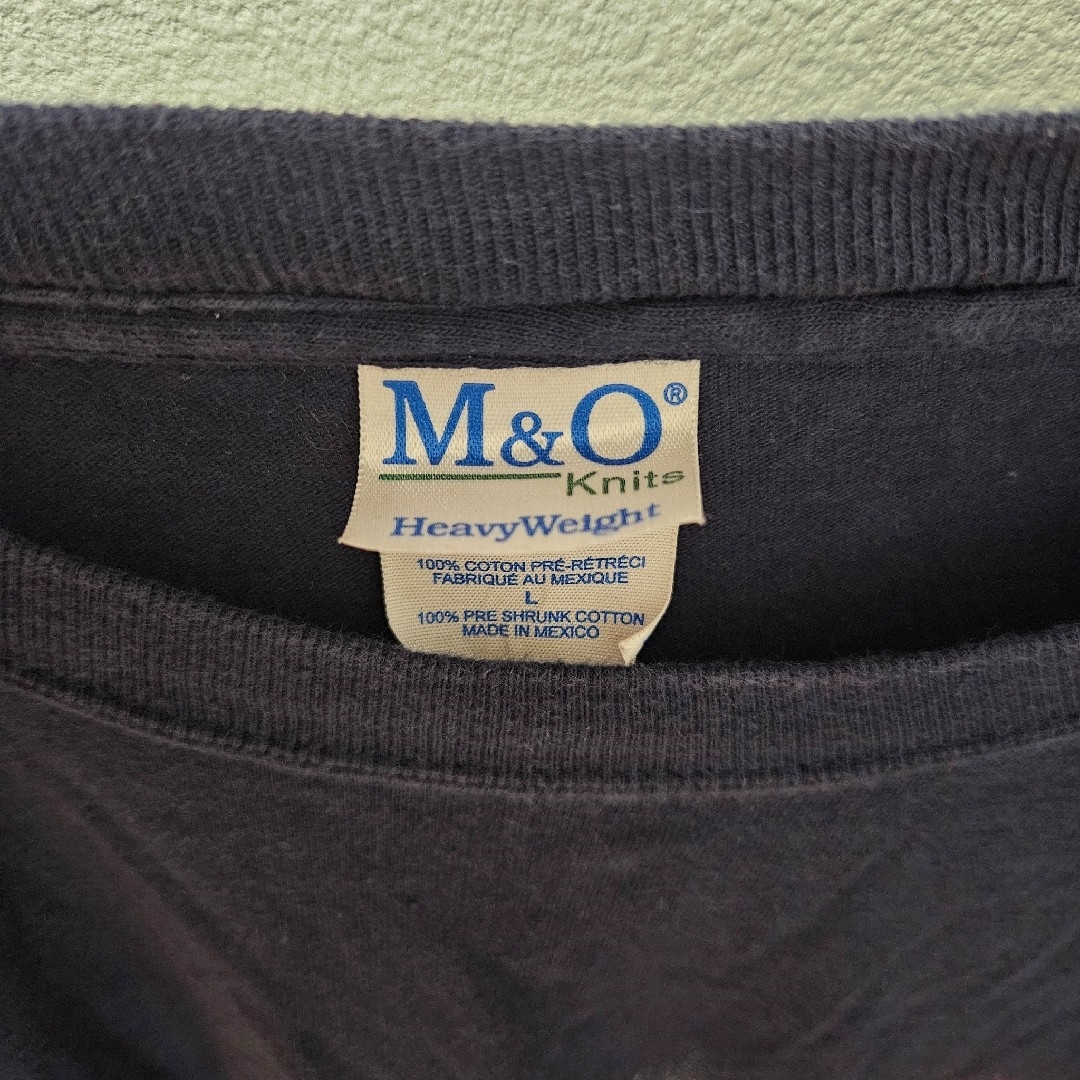 M&O®
Knits
HeavyWeight
100% COTON PRÉ-RÉTRÉCI
FABRIQUÉ AU MEXIQUE
L
100% PRE SHRUNK COTTON
MADE IN MEXICO